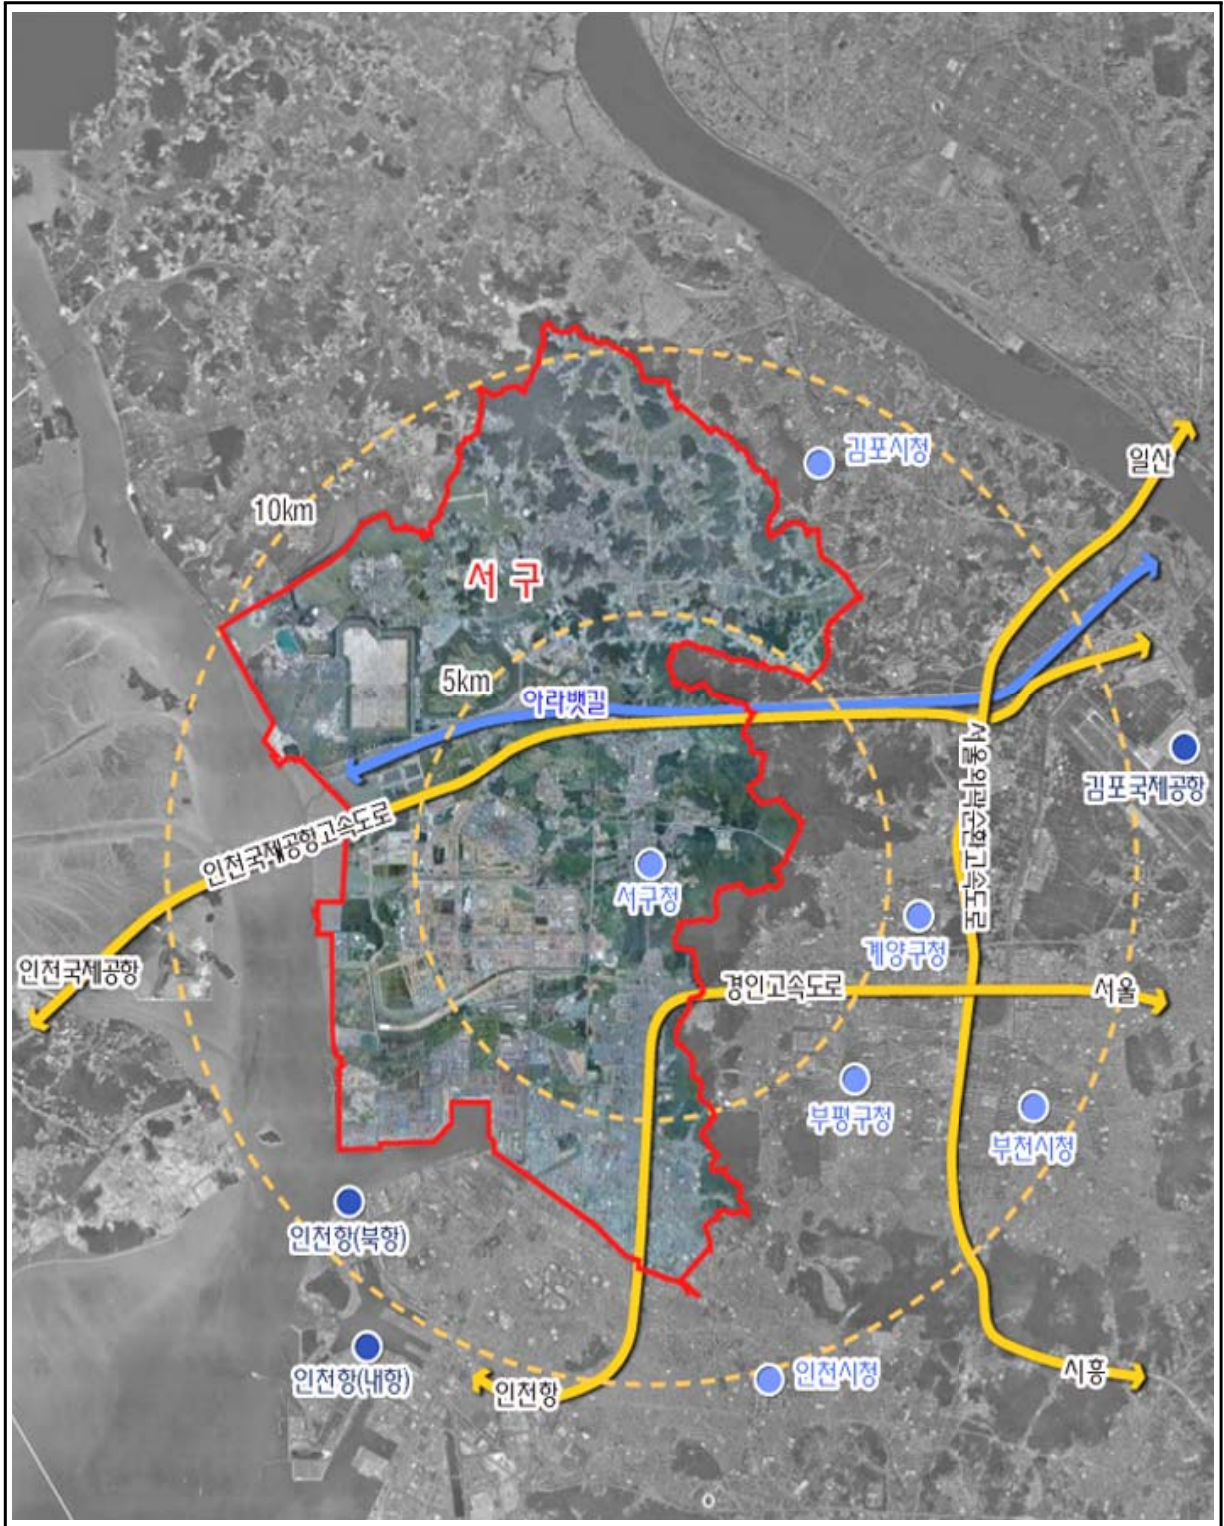 김포시청
일산
10km
서구
5km
아라뱃길
서울외곽순환고속도로
김포국제공항
인천국제공항고속도로
서구청
계양구청
인천국제공항
경인고속도로
서울
부평구청
부천시청
인천항(북항)
인천항(내항)
인천항
인천시청
시흥